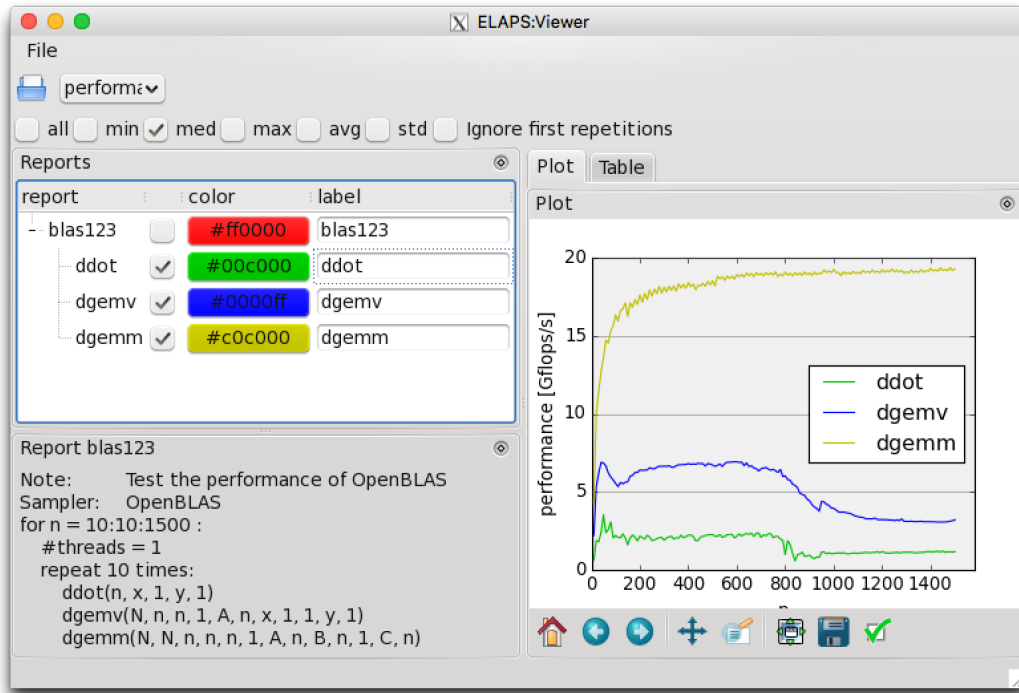 ELAPS:Viewer
File
performa
all min med max avg std Ignore first repetitions
Reports
report color label
blas123 #ff0000 blas123
ddot #00c000 ddot
dgemv #0000ff dgemv
dgemm #c0c000 dgemm
Report blas123
Note: Test the performance of OpenBLAS
Sampler: OpenBLAS
for n = 10:10:1500 :
#threads = 1
repeat 10 times:
ddot(n, x, 1, y, 1)
dgemv(N, n, n, 1, A, n, x, 1, 1, y, 1)
dgemm(N, N, n, n, n, 1, A, n, B, n, 1, C, n)
Plot Table
Plot
performance [Gflops/s]
20
15
10
5
0
0 200 400 600 800 1000 1200 1400
ddot
dgemv
dgemm